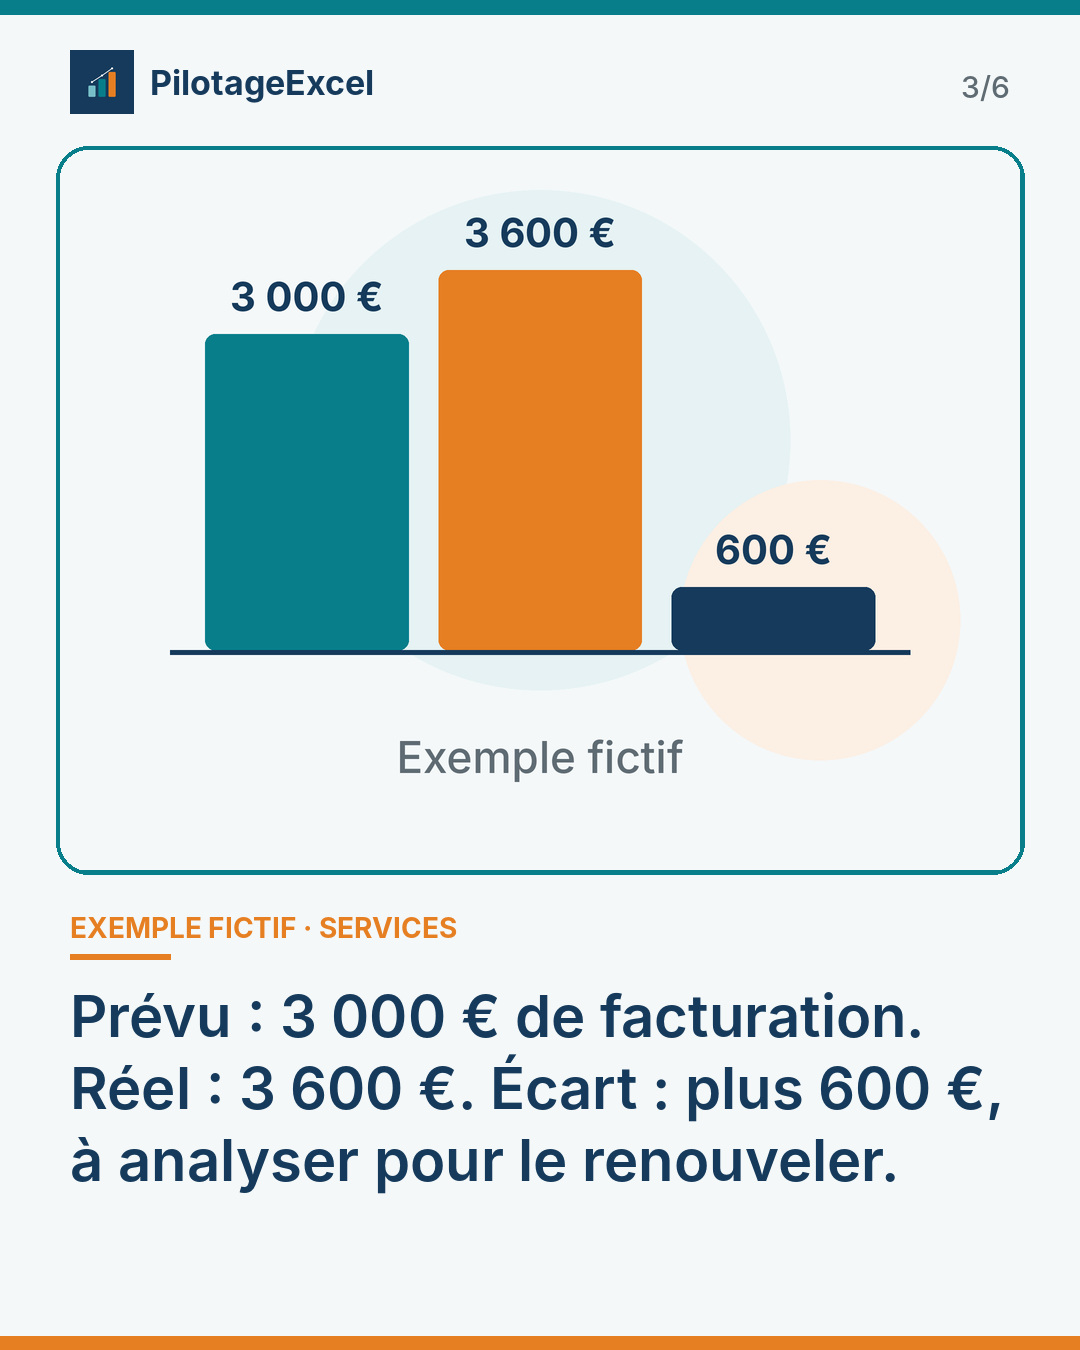 PilotageExcel
3/6
3 600 €
3 000 €
600 €
Exemple fictif
EXEMPLE FICTIF · SERVICES
Prévu : 3 000 € de facturation.
Réel : 3 600 €. Écart : plus 600 €,
à analyser pour le renouveler.